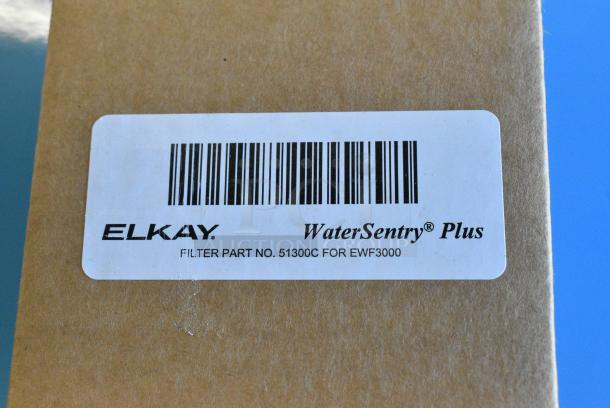 ELKAY. WaterSentry® Plus
FILTER PART NO. 51300C FOR EWF3000